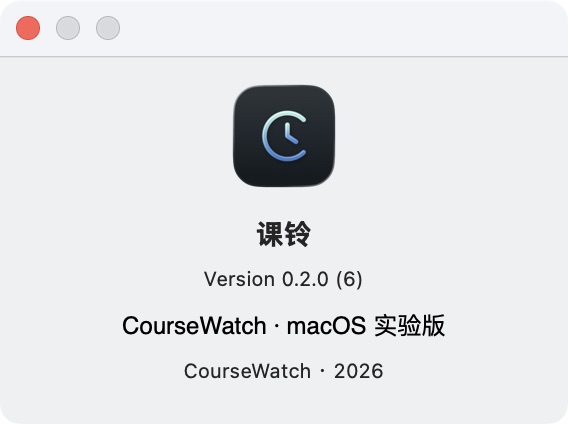 课铃
Version 0.2.0 (6)
CourseWatch · macOS 实验版
CourseWatch · 2026